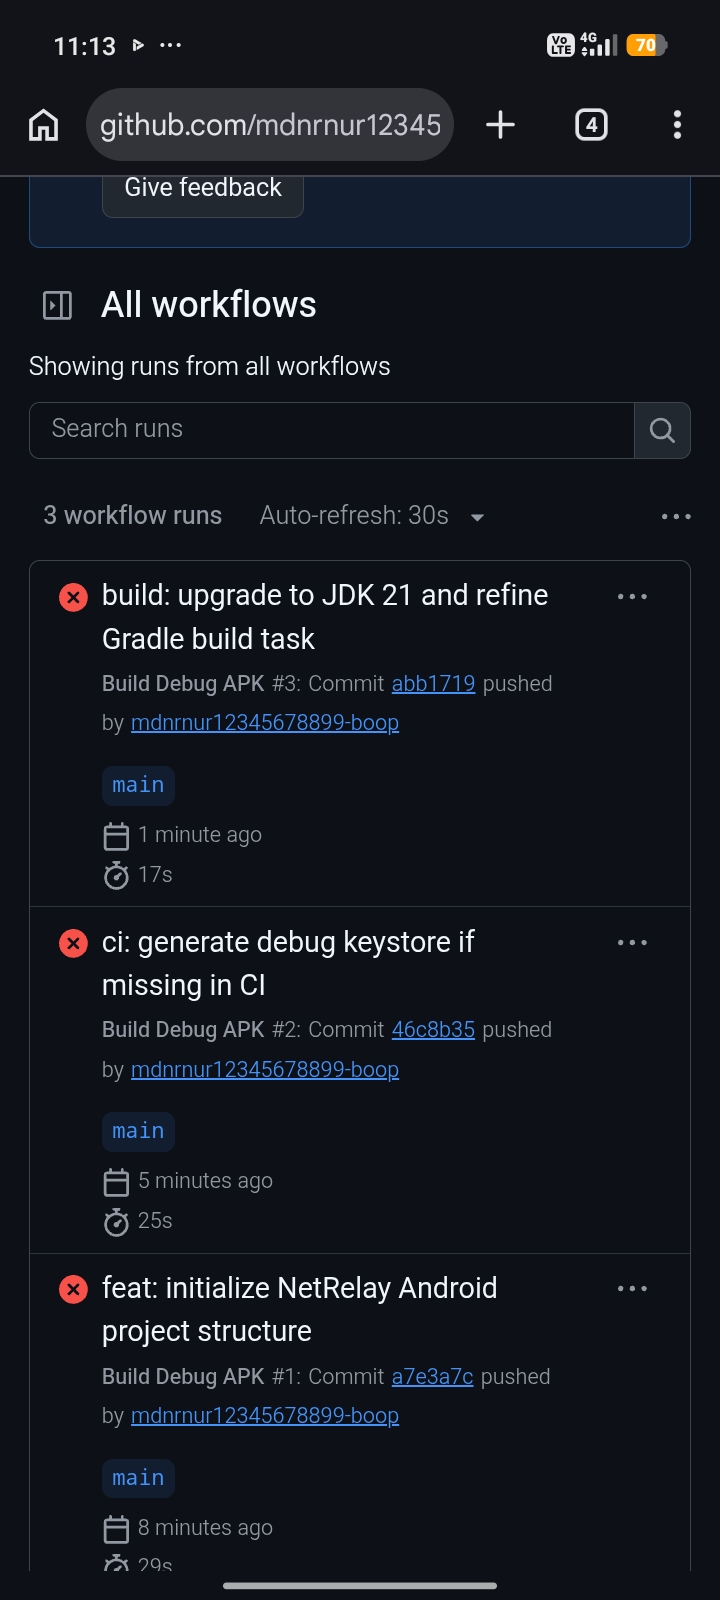 11:13
Vo LTE 4G 70
github.com/mdnrnur12345
4
Give feedback
All workflows
Showing runs from all workflows
Search runs
3 workflow runs Auto-refresh: 30s
build: upgrade to JDK 21 and refine
Gradle build task
Build Debug APK #3: Commit abb1719 pushed
by mdnrnur12345678899-boop
main
1 minute ago
17s
ci: generate debug keystore if
missing in CI
Build Debug APK #2: Commit 46c8b35 pushed
by mdnrnur12345678899-boop
main
5 minutes ago
25s
feat: initialize NetRelay Android
project structure
Build Debug APK #1: Commit a7e3a7c pushed
by mdnrnur12345678899-boop
main
8 minutes ago
29s